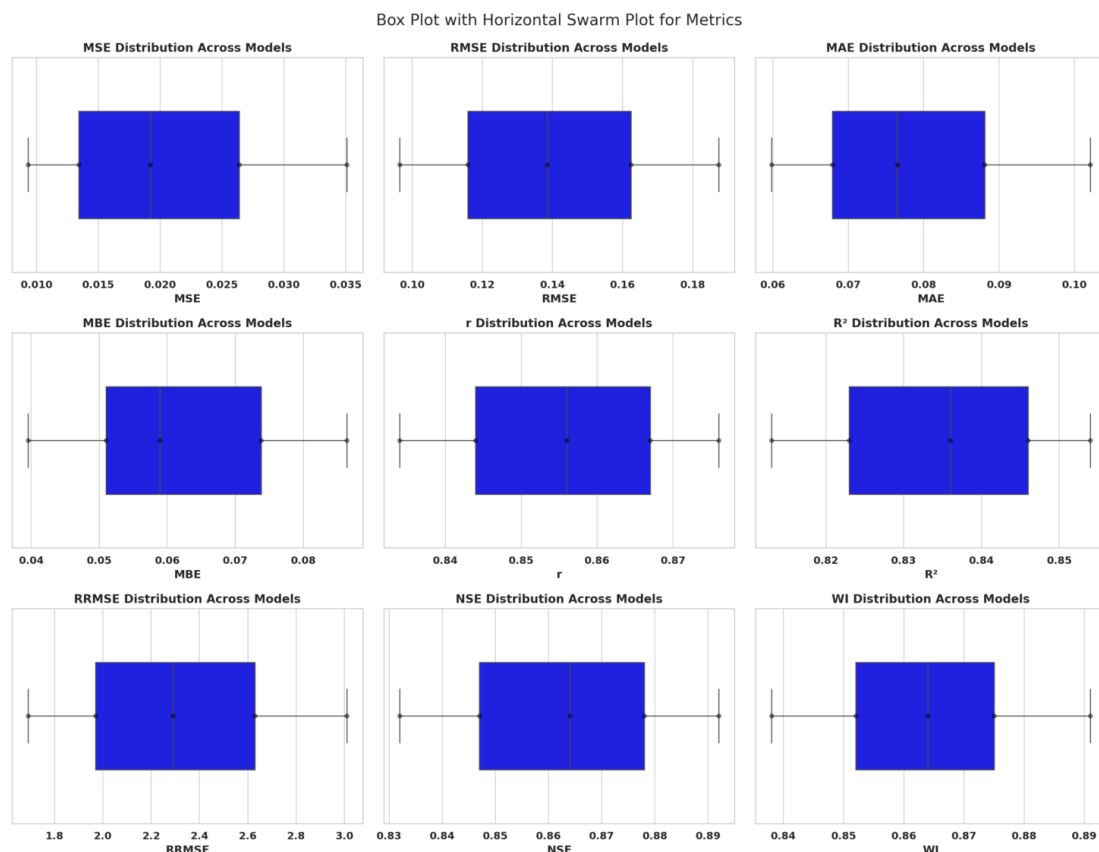 Box Plot with Horizontal Swarm Plot for Metrics
MSE Distribution Across Models
RMSE Distribution Across Models
MAE Distribution Across Models
0.010 0.015 0.020 0.025 0.030 0.035
0.10 0.12 0.14 0.16 0.18
0.06 0.07 0.08 0.09 0.10
MSE
RMSE
MAE
MBE Distribution Across Models
r Distribution Across Models
R² Distribution Across Models
0.04 0.05 0.06 0.07 0.08
0.84 0.85 0.86 0.87
0.82 0.83 0.84 0.85
MBE
r
R²
RRMSE Distribution Across Models
NSE Distribution Across Models
WI Distribution Across Models
1.8 2.0 2.2 2.4 2.6 2.8 3.0
0.83 0.84 0.85 0.86 0.87 0.88 0.89
0.84 0.85 0.86 0.87 0.88 0.89
RRMSE
NSE
WI